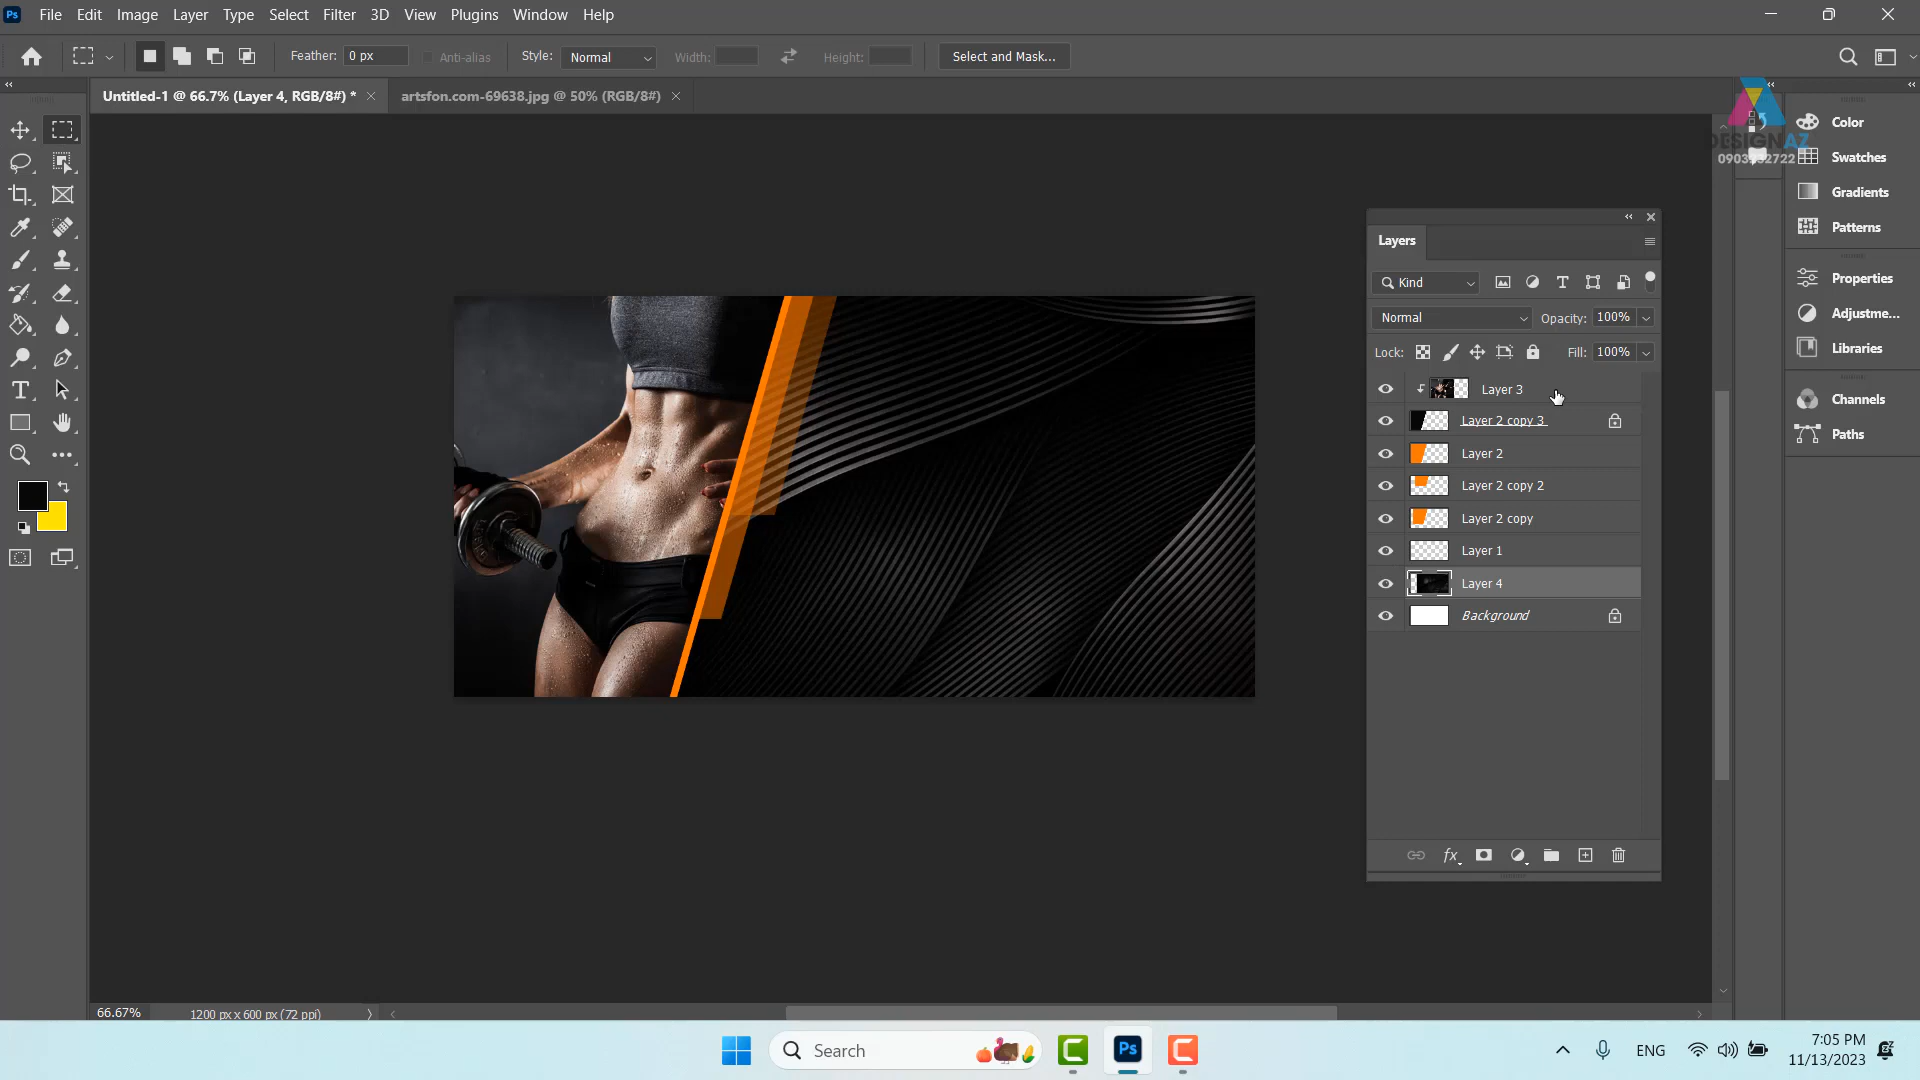 Ps File Edit Image Layer Type Select Filter 3D View Plugins Window Help
Feather: 0 px Anti-alias Style: Normal Width: Height: Select and Mask...
Untitled-1 @ 66.7% (Layer 4, RGB/8#) * artsfon.com-69638.jpg @ 50% (RGB/8#)
DESIGNAZ
Color
Swatches
Gradients
Patterns
Properties
Adjustme...
Libraries
Channels
Paths
Layers
Kind
Normal Opacity: 100%
Lock: Fill: 100%
Layer 3
Layer 2 copy 3
Layer 2
Layer 2 copy 2
Layer 2 copy
Layer 1
Layer 4
Background
fx
66.67% 1200 px x 600 px (72 ppi)
Search
Ps
ENG
7:05 PM
11/13/2023